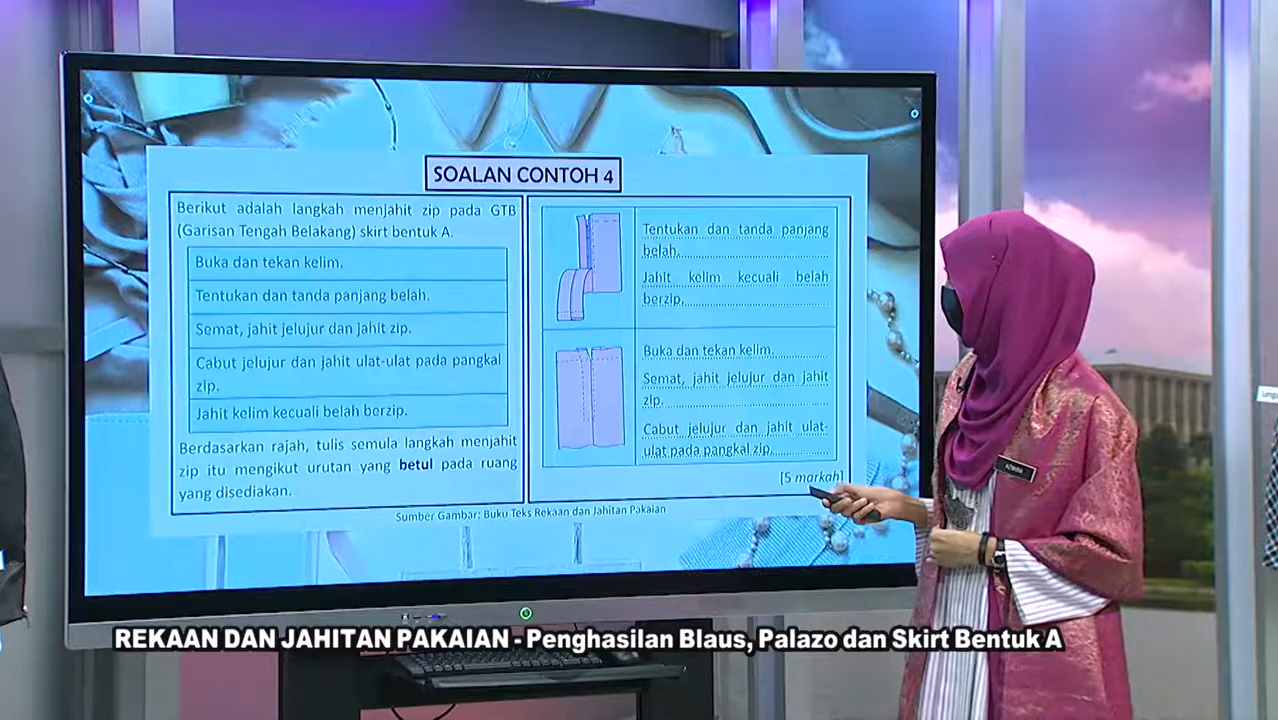 SOALAN CONTOH 4
Berikut adalah langkah menjahit zip pada GTB
(Garisan Tengah Belakang) skirt bentuk A.
Buka dan tekan kelim.
Tentukan dan tanda panjang belah.
Semat, jahit jelujur dan jahit zip.
Cabut jelujur dan jahit ulat-ulat pada pangkal
zip.
Jahit kelim kecuali belah berzip.
Berdasarkan rajah, tulis semula langkah menjahit
zip itu mengikut urutan yang betul pada ruang
yang disediakan.
Tentukan dan tanda panjang
belah.
Jahit kelim kecuali belah
berzip.
Buka dan tekan kelim.
Semat, jahit jelujur dan jahit
zip.
Cabut jelujur dan jahit ulat-
ulat pada pangkal zip.
[5 markah]
Sumber Gambar: Buku Teks Rekaan dan Jahitan Pakaian
REKAAN DAN JAHITAN PAKAIAN - Penghasilan Blaus, Palazo dan Skirt Bentuk A